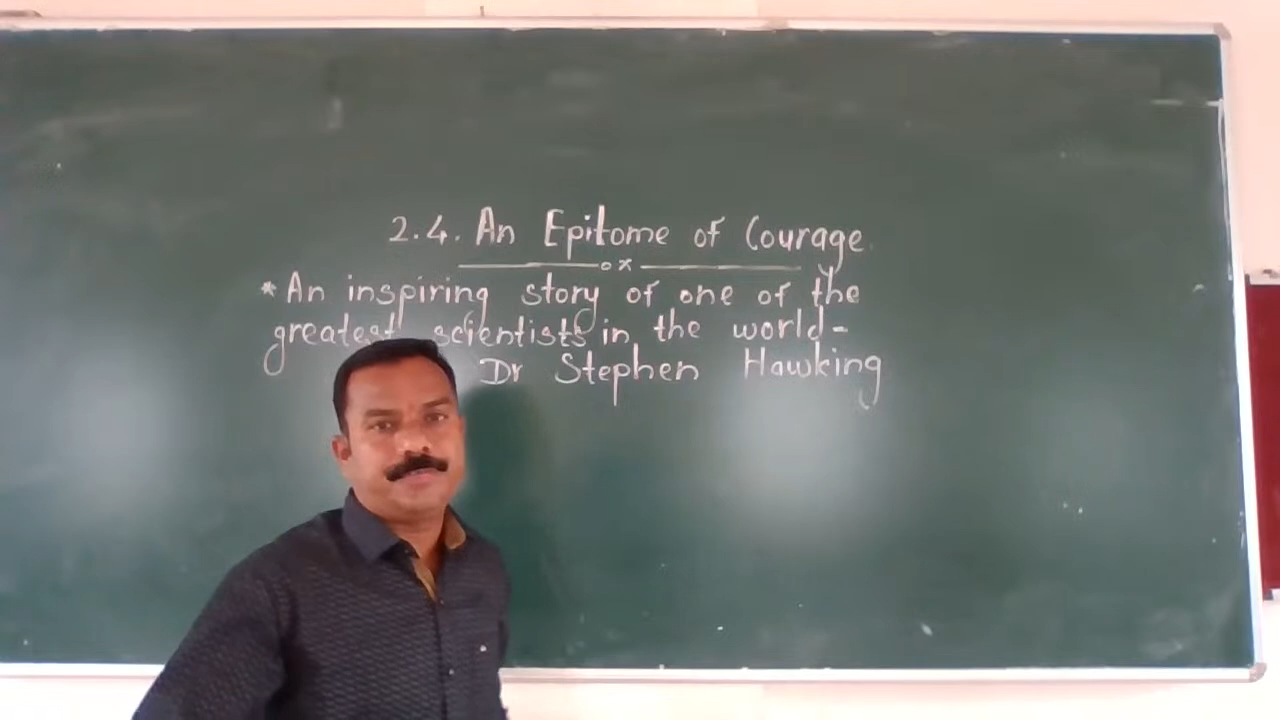 2.4. An Epitome of Courage
* An inspiring story of one of the
greatest scientists in the world-
Dr Stephen Hawking